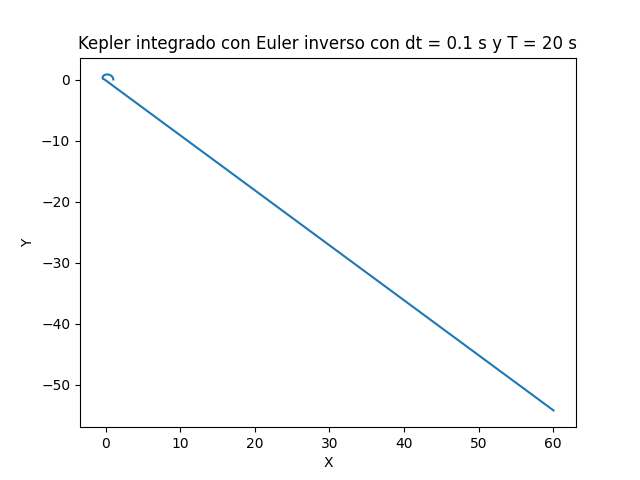 Kepler integrado con Euler inverso con dt = 0.1 s y T = 20 s
0
−10
−20
−30
−40
−50
Y
0 10 20 30 40 50 60
X